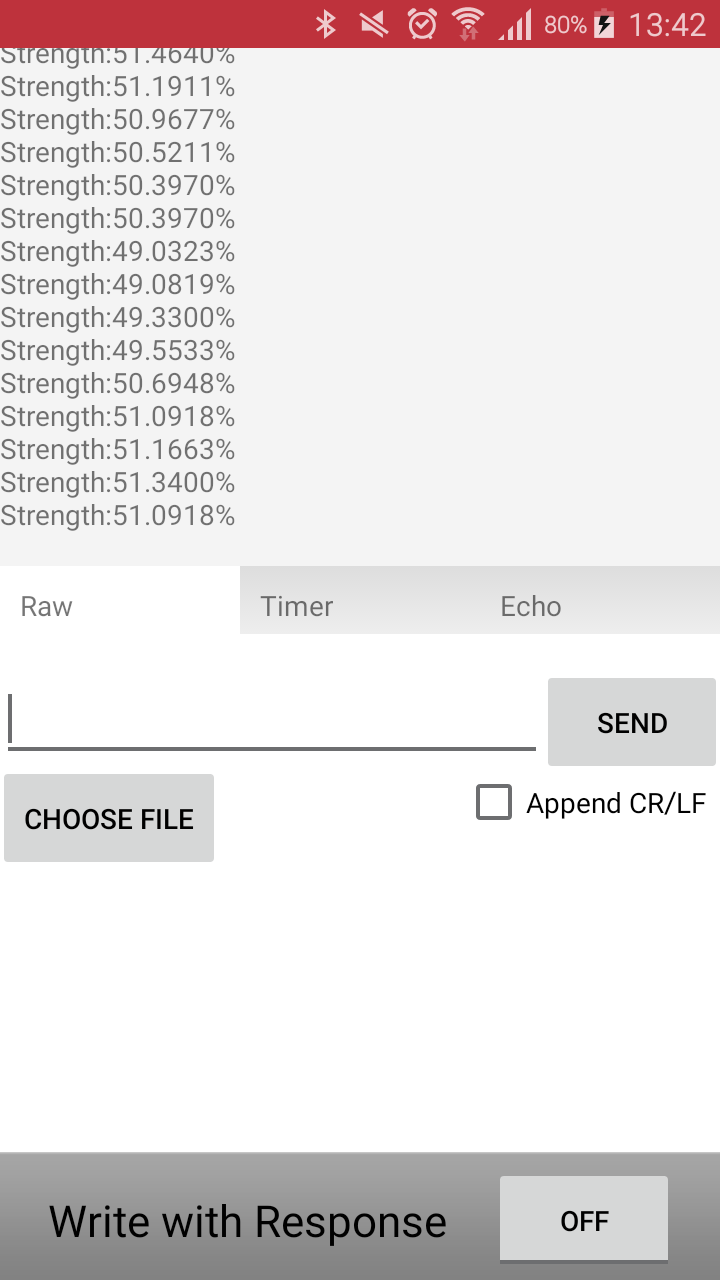 80% 13:42
Strength:51.4640%
Strength:51.1911%
Strength:50.9677%
Strength:50.5211%
Strength:50.3970%
Strength:50.3970%
Strength:49.0323%
Strength:49.0819%
Strength:49.3300%
Strength:49.5533%
Strength:50.6948%
Strength:51.0918%
Strength:51.1663%
Strength:51.3400%
Strength:51.0918%
Raw Timer Echo
SEND
CHOOSE FILE Append CR/LF
Write with Response OFF